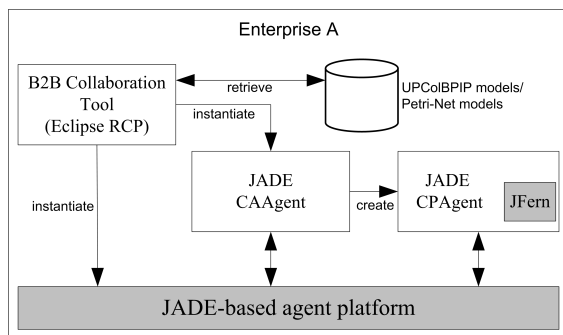 Enterprise A
B2B Collaboration
Tool
(Eclipse RCP)
retrieve
UPColBPIP models/
Petri-Net models
instantiate
instantiate
JADE
CAAgent
create
JADE
CPAgent
JFern
JADE-based agent platform